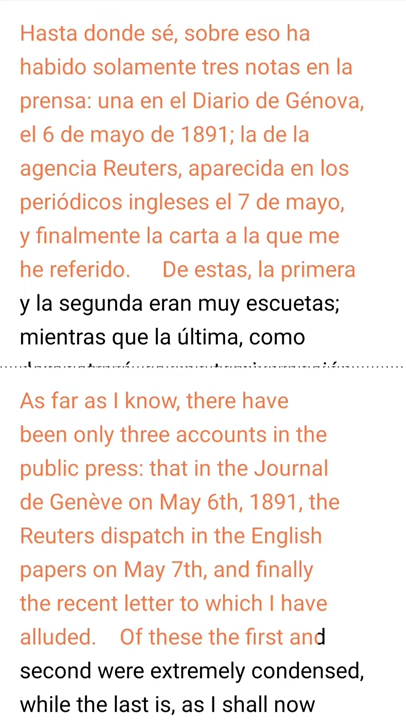 Hasta donde sé, sobre eso ha
habido solamente tres notas en la
prensa: una en el Diario de Génova,
el 6 de mayo de 1891; la de la
agencia Reuters, aparecida en los
periódicos ingleses el 7 de mayo,
y finalmente la carta a la que me
he referido. De estas, la primera
y la segunda eran muy escuetas;
mientras que la última, como
As far as I know, there have
been only three accounts in the
public press: that in the Journal
de Genève on May 6th, 1891, the
Reuters dispatch in the English
papers on May 7th, and finally
the recent letter to which I have
alluded. Of these the first and
second were extremely condensed,
while the last is, as I shall now